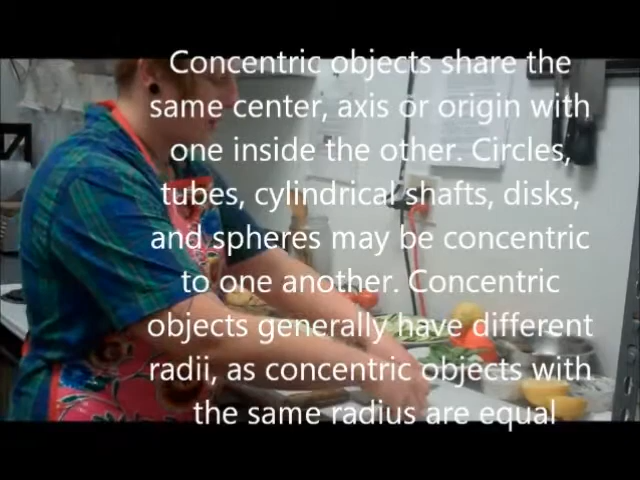 Concentric objects share the
same center, axis or origin with
one inside the other. Circles,
tubes, cylindrical shafts, disks,
and spheres may be concentric
to one another. Concentric
objects generally have different
radii, as concentric objects with
the same radius are equal